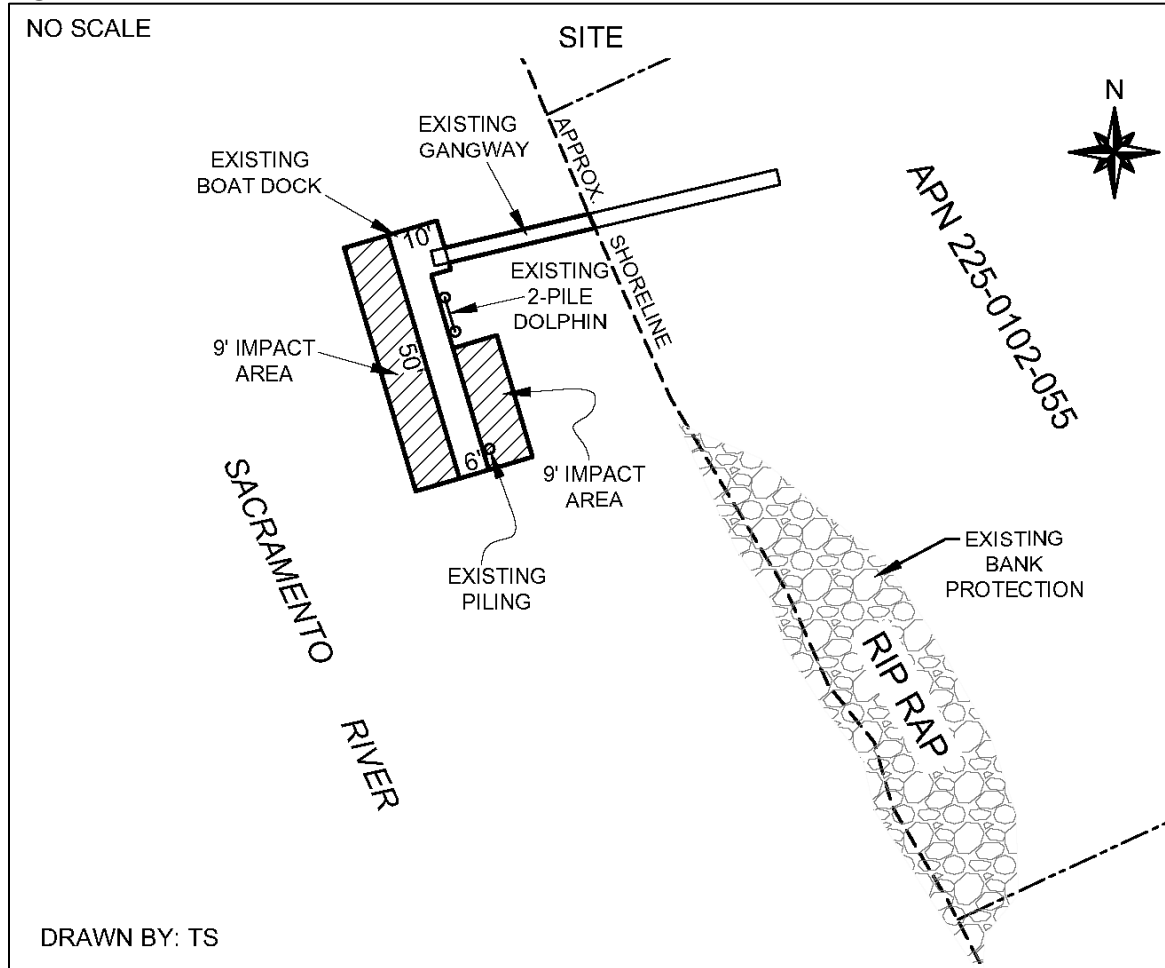 NO SCALE
SITE
N
EXISTING
GANGWAY
APPROX.
SHORELINE
EXISTING
BOAT DOCK
10'
EXISTING
2-PILE
DOLPHIN
APN 225-0102-055
9' IMPACT
AREA
50'
6'
9' IMPACT
AREA
EXISTING
PILING
SACRAMENTO
RIVER
EXISTING
BANK
PROTECTION
RIP RAP
DRAWN BY: TS